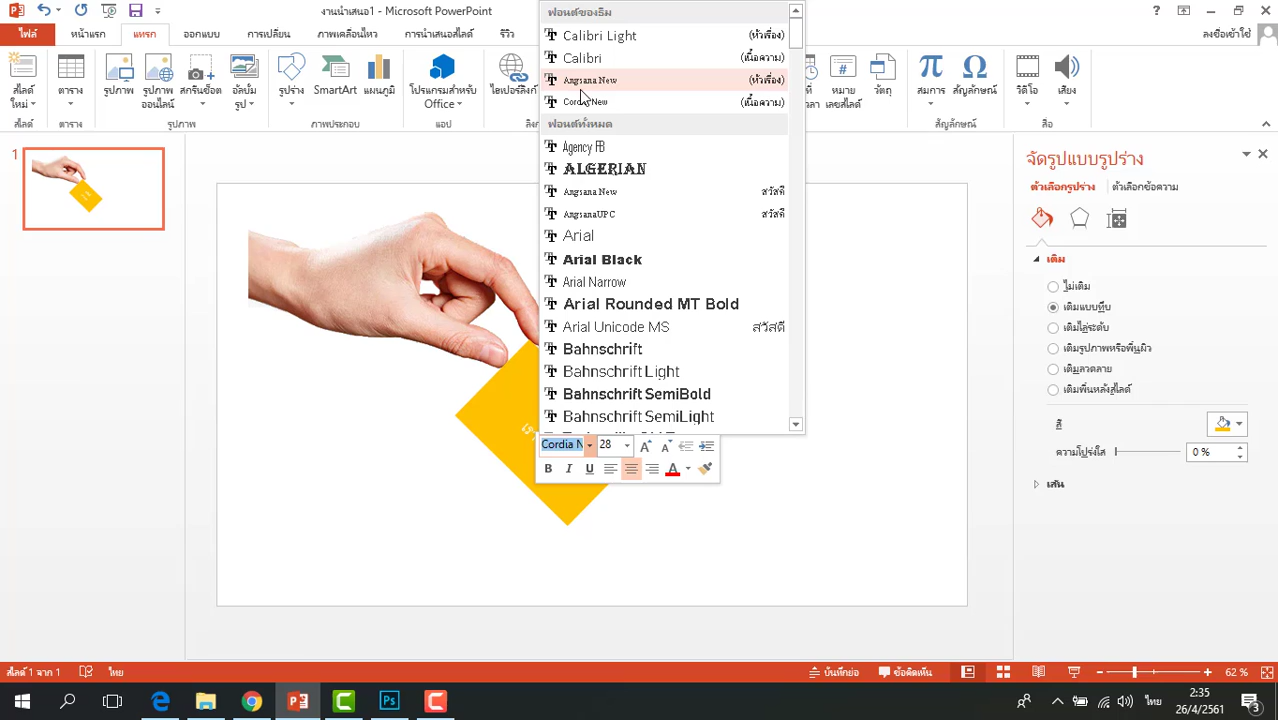 งานนำเสนอ1 - Microsoft PowerPoint
ไฟล์ หน้าแรก แทรก ออกแบบ การเปลี่ยน ภาพเคลื่อนไหว การนำเสนอสไลด์ รีวิว ลงชื่อเข้าใช้
สไลด์ใหม่ ตาราง รูปภาพ รูปภาพออนไลน์ สกรีนช็อต อัลบั้มรูป รูปร่าง SmartArt แผนภูมิ โปรแกรมสำหรับ Office ไฮเปอร์ลิงก์ หมายเลขสไลด์ วัตถุ สมการ สัญลักษณ์ วิดีโอ เสียง
สไลด์ ตาราง รูปภาพ ภาพประกอบ แอป สัญลักษณ์ สื่อ
ฟอนต์ของธีม
Calibri Light (หัวเรื่อง)
Calibri (เนื้อความ)
Angsana New (หัวเรื่อง)
Cordia New (เนื้อความ)
ฟอนต์ทั้งหมด
Agency FB
ALGERIAN
Angsana New สวัสดี
AngsanaUPC สวัสดี
Arial
Arial Black
Arial Narrow
Arial Rounded MT Bold
Arial Unicode MS สวัสดี
Bahnschrift
Bahnschrift Light
Bahnschrift SemiBold
Bahnschrift SemiLight
Cordia N 28
B I U A
1
จัดรูปแบบรูปร่าง
ตัวเลือกรูปร่าง ตัวเลือกข้อความ
เติม
ไม่เติม
เติมแบบทึบ
เติมไล่ระดับ
เติมรูปภาพหรือพื้นผิว
เติมลวดลาย
เติมพื้นหลังสไลด์
สี
ความโปร่งใส 0 %
เส้น
สไลด์ 1 จาก 1 ไทย บันทึกย่อ ข้อคิดเห็น 62 %
ไทย 2:35
26/4/2561
3